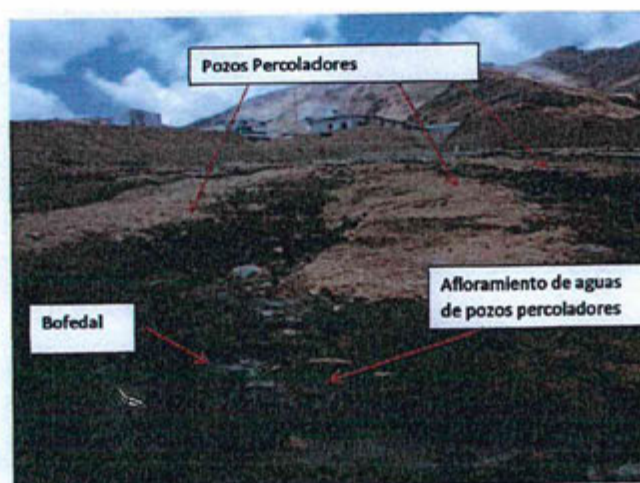 Pozos Percoladores
Afloramiento de aguas
de pozos percoladores
Bofedal